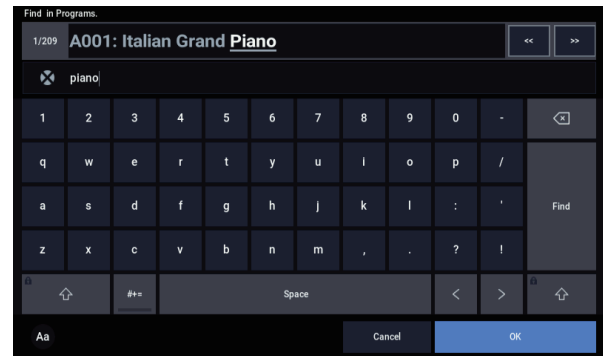 Find in Programs.
1/209 A001: Italian Grand Piano << >>
piano
1 2 3 4 5 6 7 8 9 0 -
q w e r t y u i o p /
a s d f g h j k l : ' Find
z x c v b n m , . ? !
#+= Space < >
Aa Cancel OK